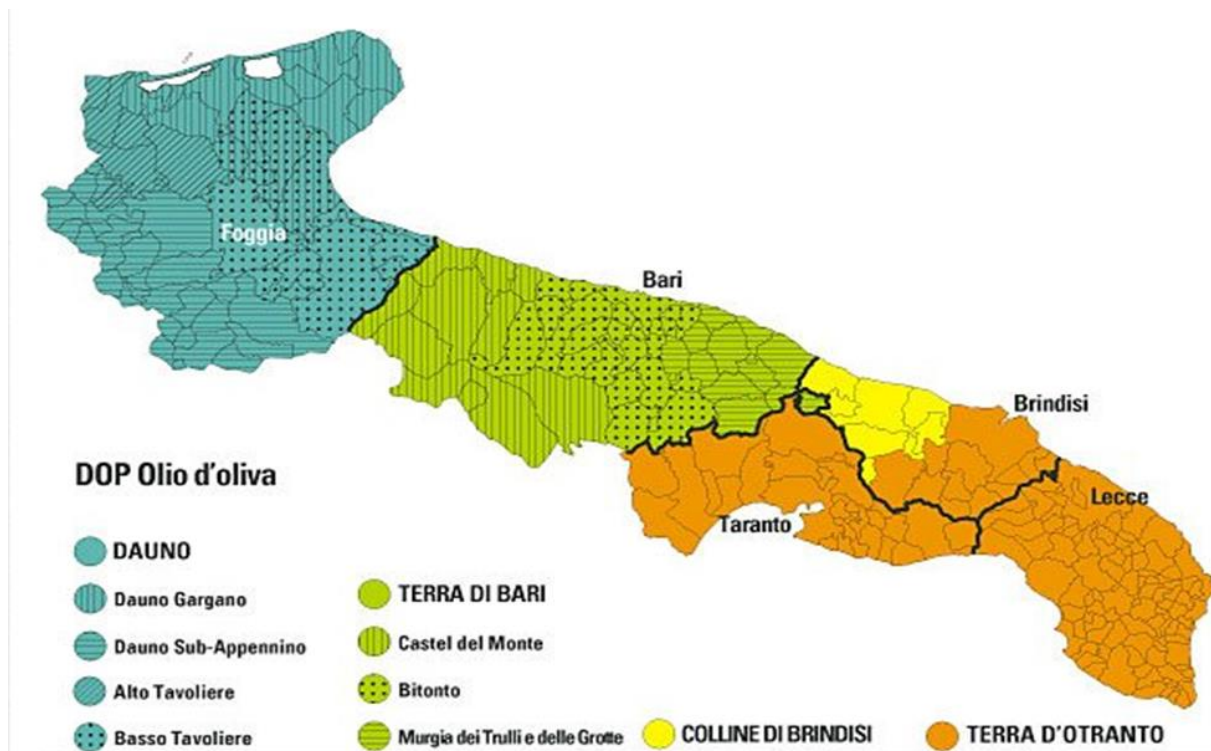 Foggia
Bari
Brindisi
Lecce
Taranto
DOP Olio d'oliva
DAUNO
Dauno Gargano
Dauno Sub-Appennino
Alto Tavoliere
Basso Tavoliere
TERRA DI BARI
Castel del Monte
Bitonto
Murgia dei Trulli e delle Grotte
COLLINE DI BRINDISI
TERRA D'OTRANTO